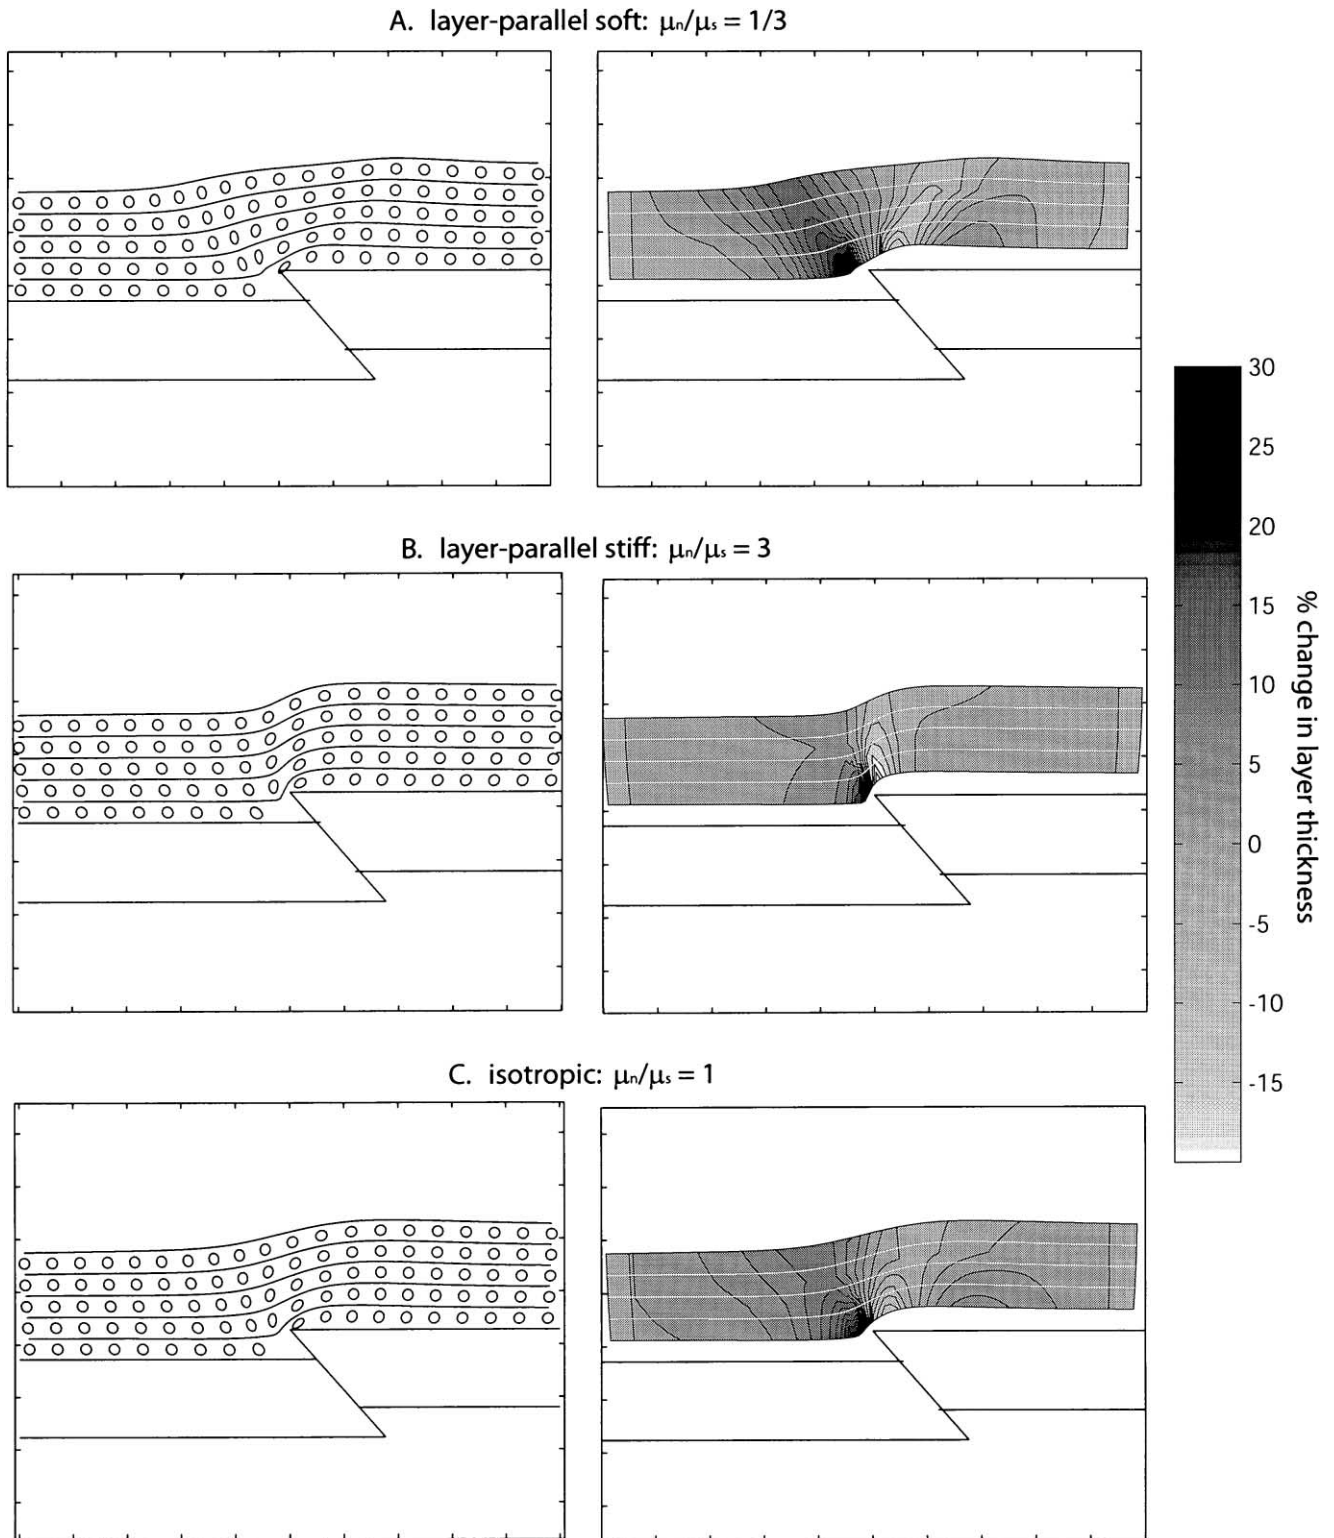 A. layer-parallel soft: μn/μs = 1/3
30
25
20
15
10
5
0
-5
-10
-15
% change in layer thickness
B. layer-parallel stiff: μn/μs = 3
C. isotropic: μn/μs = 1